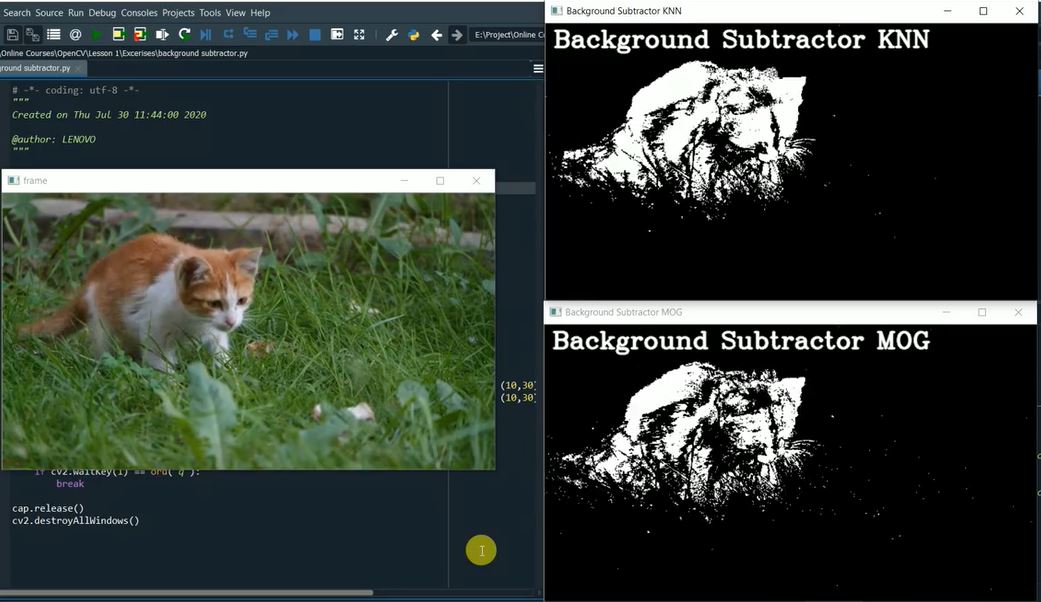 Search Source Run Debug Consoles Projects Tools View Help
E:\Project\Online Co
Online Courses\OpenCV\Lesson 1\Excerises\background subtractor.py
round subtractor.py
# -*- coding: utf-8 -*-
"""
Created on Thu Jul 30 11:44:00 2020
@author: LENOVO
"""
frame
(10,30)
(10,30)
if cv2.waitKey(1) == ord('q'):
break
cap.release()
cv2.destroyAllWindows()
Background Subtractor KNN
Background Subtractor KNN
Background Subtractor MOG
Background Subtractor MOG